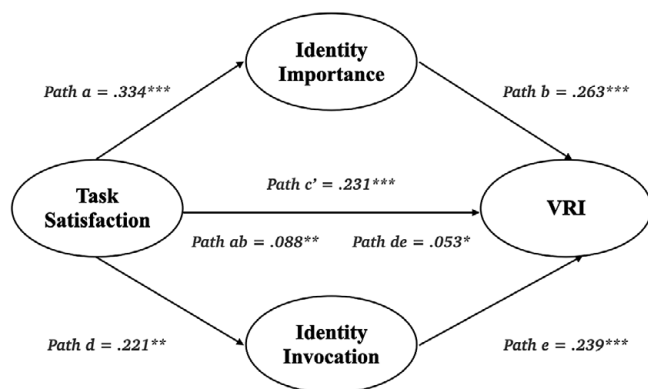 Identity
Importance
Path a = .334***
Path b = .263***
Task
Satisfaction
Path c' = .231***
VRI
Path ab = .088**
Path de = .053*
Path d = .221**
Identity
Invocation
Path e = .239***